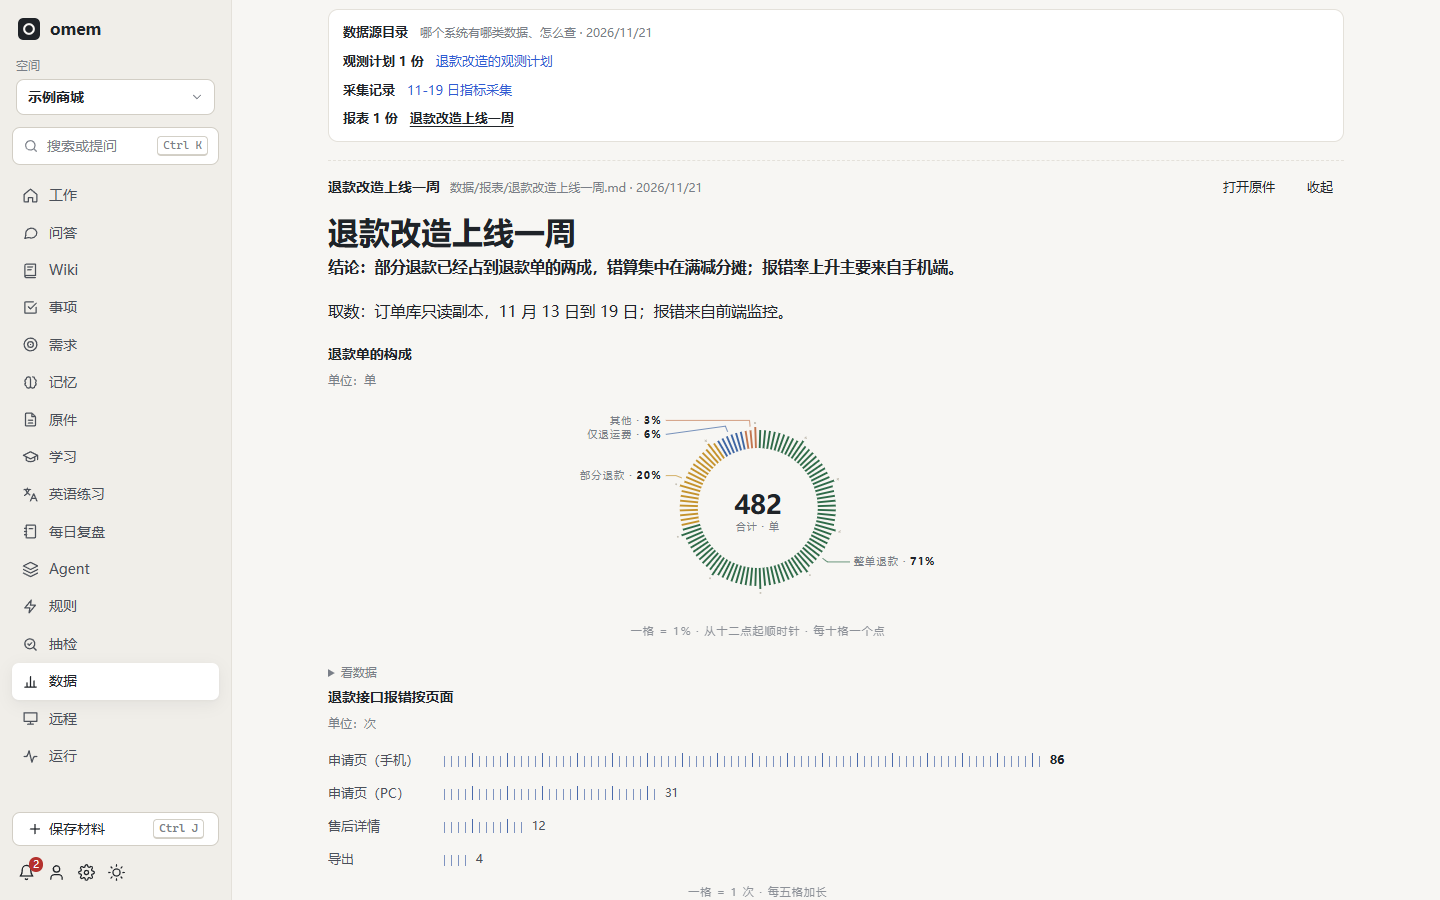 omem
空间
示例商城
搜索或提问 Ctrl K
工作
问答
Wiki
事项
需求
记忆
原件
学习
英语练习
每日复盘
Agent
规则
抽检
数据
远程
运行
保存材料 Ctrl J
2
数据源目录 哪个系统有哪类数据、怎么查 · 2026/11/21
观测计划 1 份 退款改造的观测计划
采集记录 11-19 日指标采集
报表 1 份 退款改造上线一周
退款改造上线一周 数据/报表/退款改造上线一周.md · 2026/11/21 打开原件 收起
退款改造上线一周
结论：部分退款已经占到退款单的两成，错算集中在满减分摊；报错率上升主要来自手机端。
取数：订单库只读副本，11 月 13 日到 19 日；报错来自前端监控。
退款单的构成
单位：单
其他 · 3%
仅退运费 · 6%
部分退款 · 20%
482
合计 · 单
整单退款 · 71%
一格 = 1% · 从十二点起顺时针 · 每十格一个点
看数据
退款接口报错按页面
单位：次
申请页（手机） 86
申请页（PC） 31
售后详情 12
导出 4
一格 = 1 次 · 每五格加长